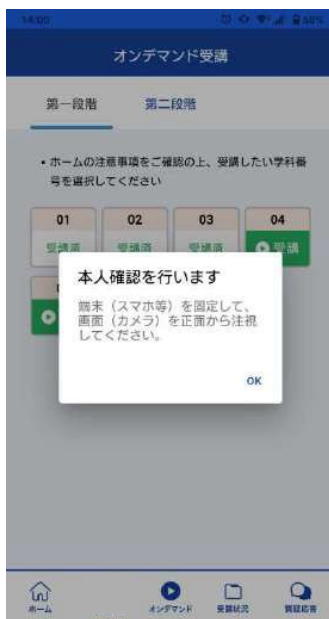 14:00
58%
オンデマンド受講
第一段階
第二段階
・ホームの注意事項をご確認の上、受講したい学科番
号を選択してください
01
02
03
04
受講済
受講済
受講済
受講
本人確認を行います
端末（スマホ等）を固定して、
画面（カメラ）を正面から注視
してください。
OK
ホーム
オンデマンド
受講状況
質疑応答